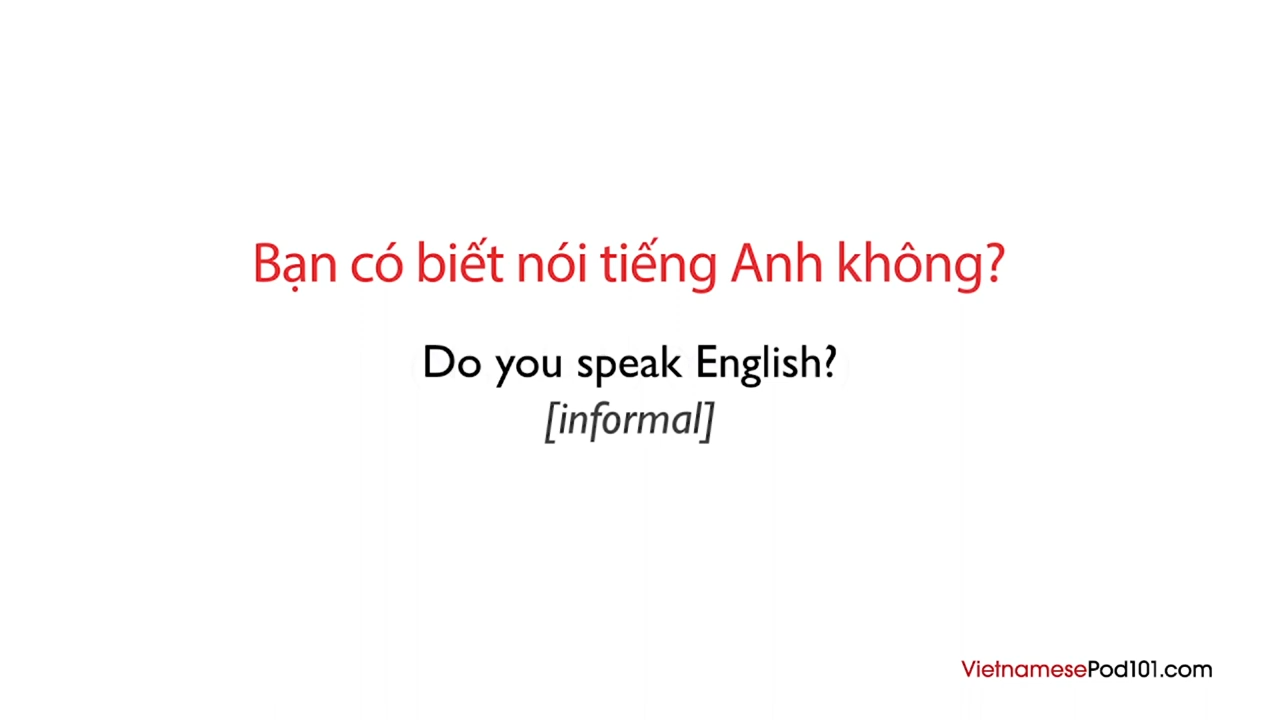 Bạn có biết nói tiếng Anh không?
Do you speak English?
[informal]
VietnamesePod101.com